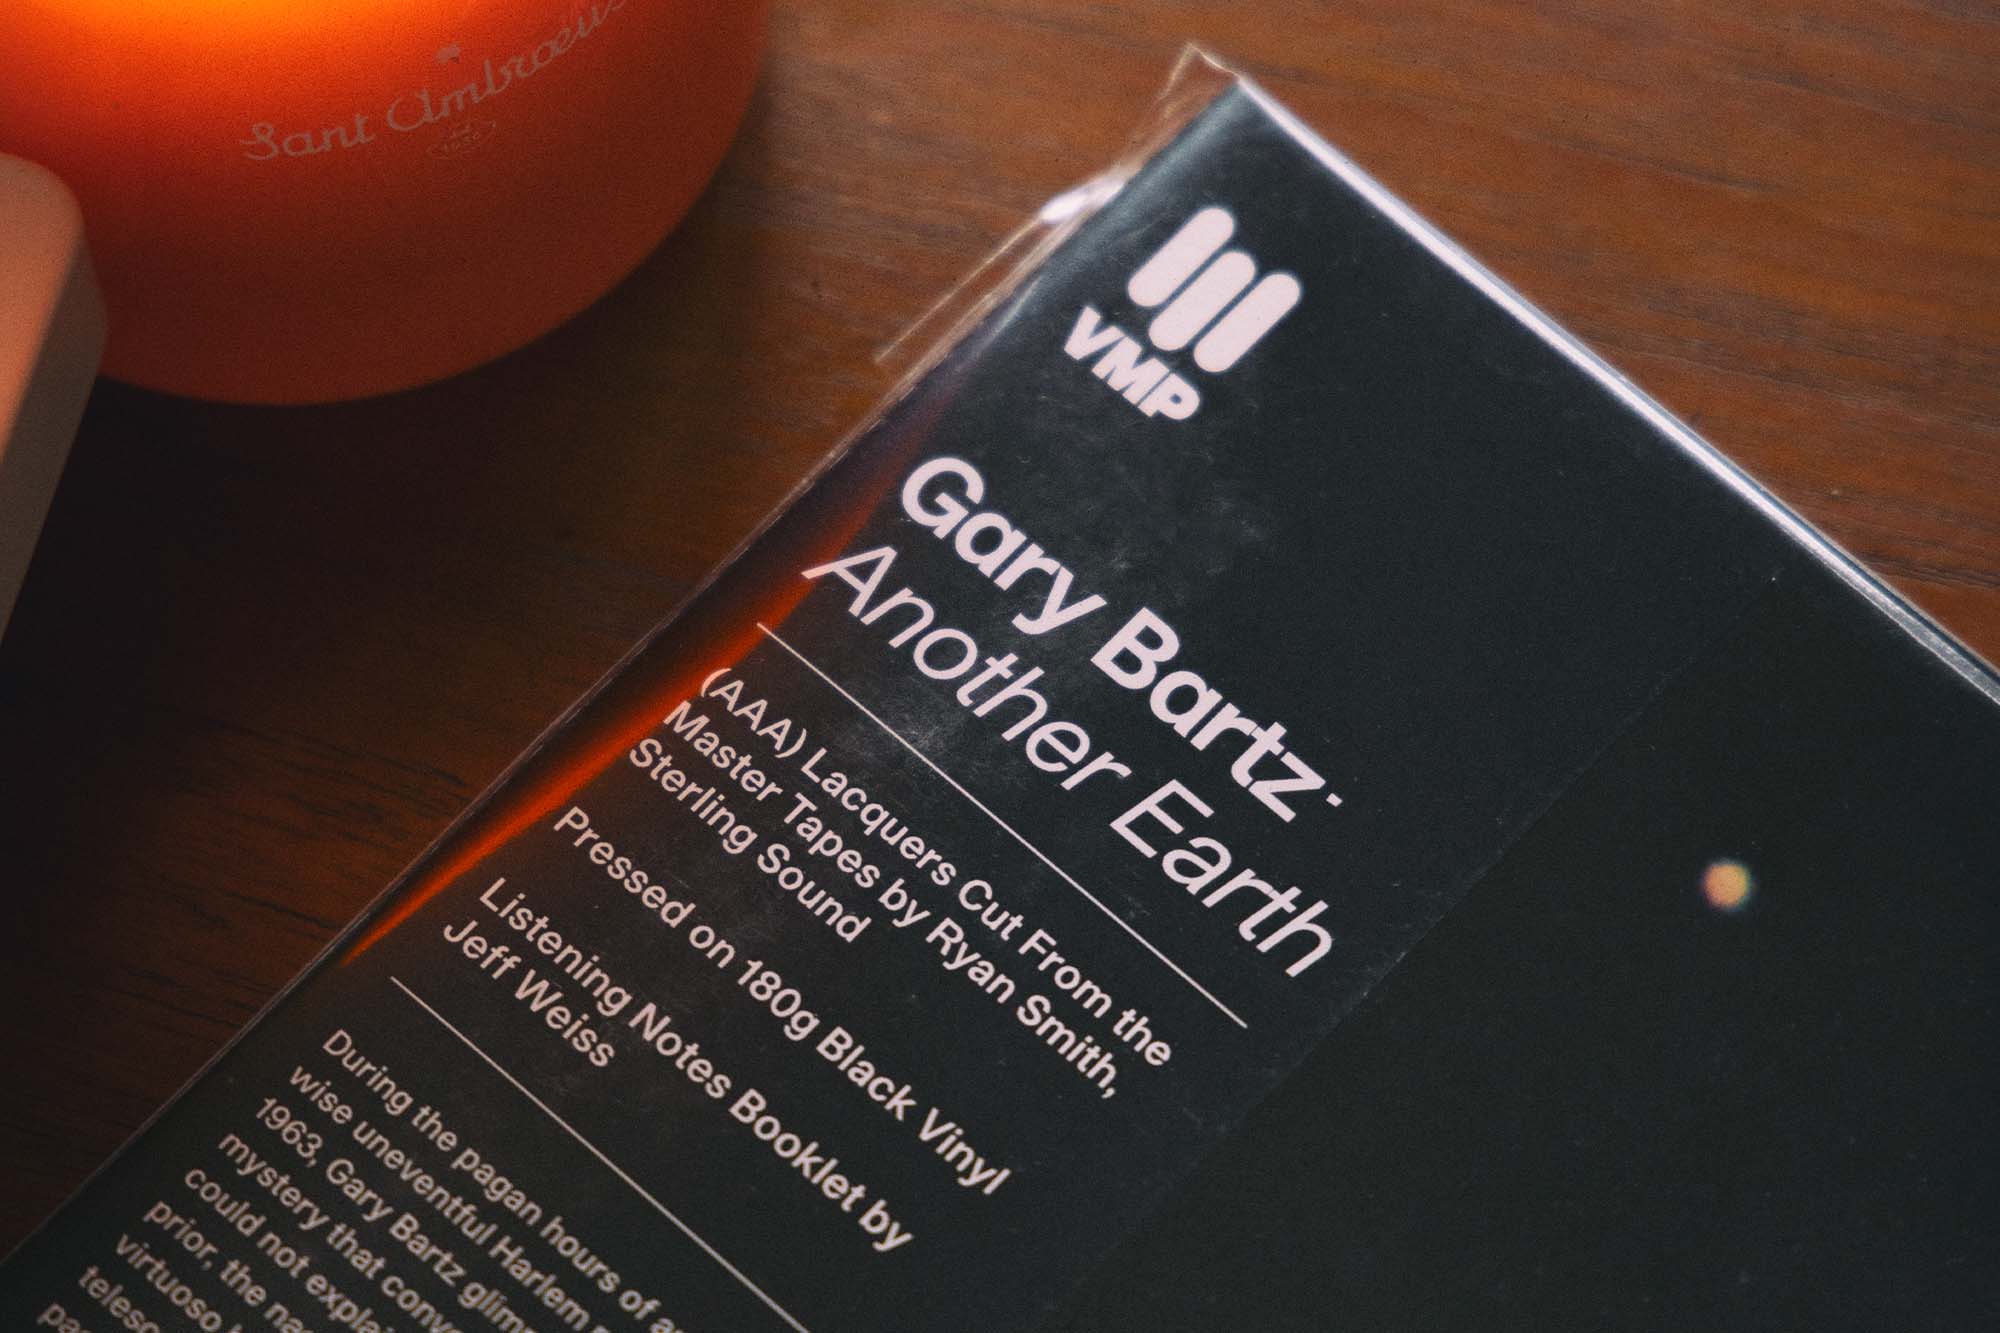 Sant Ambroeus
VMP
Gary Bartz·
Another Earth
(AAA) Lacquers Cut From the
Master Tapes by Ryan Smith,
Sterling Sound
Pressed on 180g Black Vinyl
Listening Notes Booklet by
Jeff Weiss
During the pagan hours of
wise uneventful Harlem
1963, Gary Bartz
mystery that
could not
prior, the
virtuoso